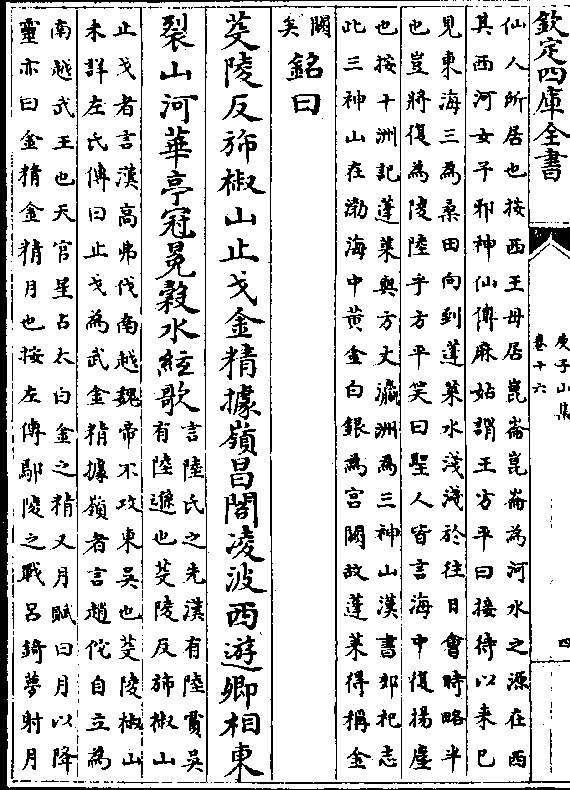 欽定四庫全書
庚子山集
卷十六
四
仙人所居也按西王母居崑崙崑崙為河水之源在西
其西河女子邪神仙傳麻姑謂王方平曰接待以來已
見東海三為桑田向到蓬萊水淺淺於往日會時略半
也豈將復為陵陸乎方平笑曰聖人皆言海中復揚塵
也按十洲記蓬萊與方丈瀛洲為三神山漢書郊祀志
此三神山在渤海中黄金白銀為宫闕故蓬萊得稱金
闕
矣
銘曰
茭陵反斾椒山止戈金精據嶺昌閤凌波西遊卿相東
裂山河華亭冠冕穀水絃歌
言陸氏之先漢有陸賈吳
有陸遜也茭陵反斾椒山
止戈者言漢高弗伐南越魏帝不攻東吳也茭陵椒山
未詳左氏傳曰止戈為武金精據嶺者言趙佗自立為
南越武王也天官星占太白金之精又月賦曰月以降
靈亦曰金精金精月也按左傳鄢陵之戰呂錡夢射月